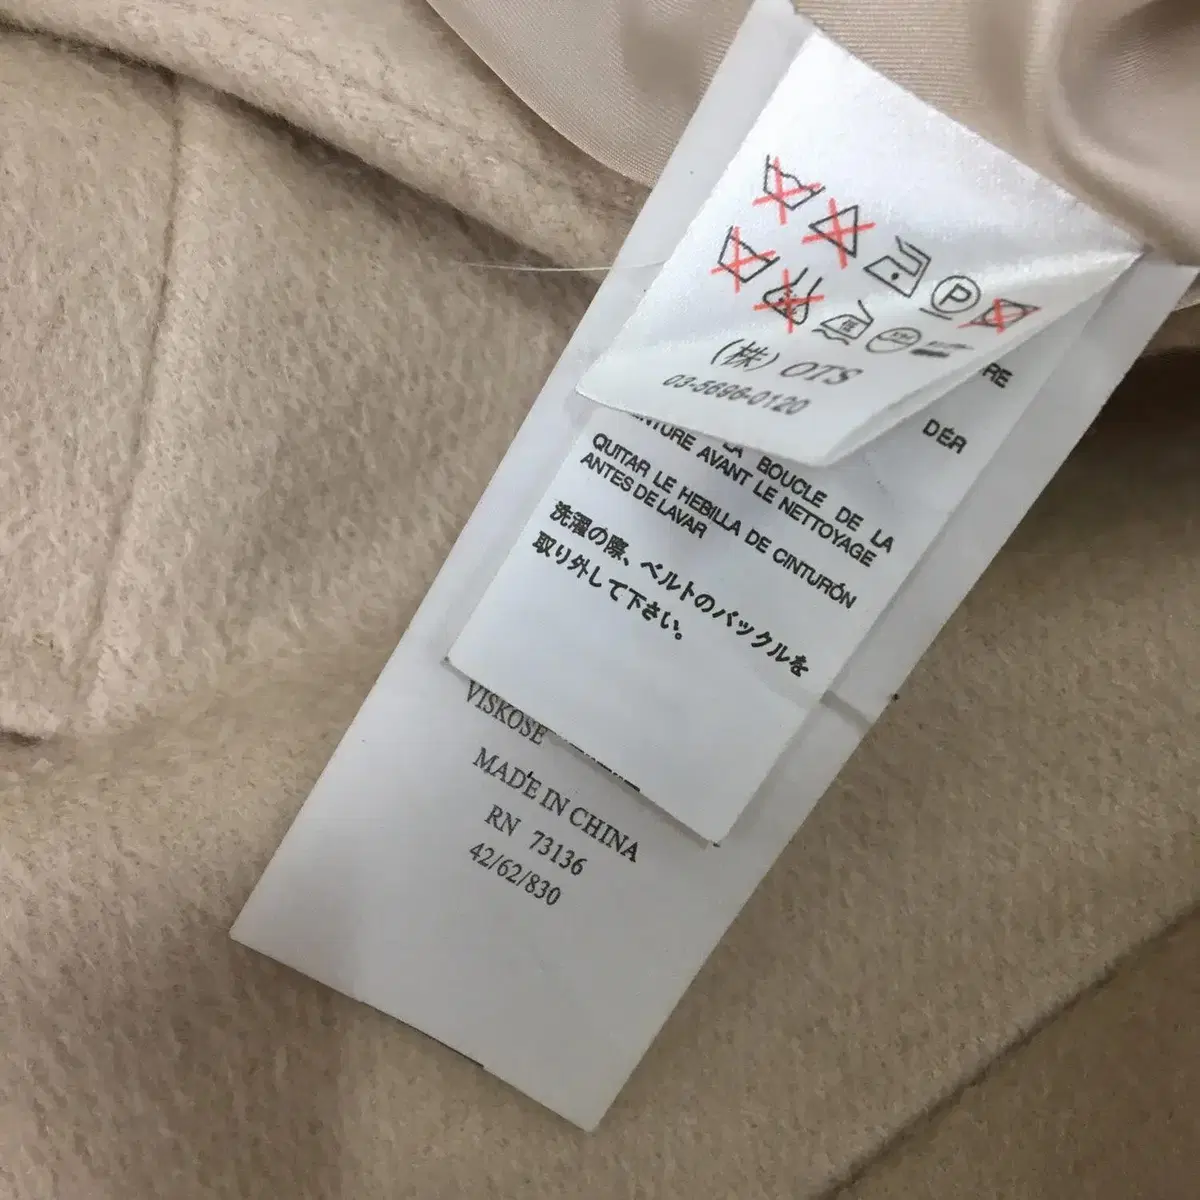 (株) OTS
03-5696-0120
RE
DÉR
LA BOUCLE DE LA
AVANT LE NETTOYAGE
QUITAR LE HEBILLA DE CINTURÓN
ANTES DE LAVAR
洗濯の際、ベルトのバックルを
取り外して下さい。
VISKOSE
MADE IN CHINA
RN 73136
42/62/830